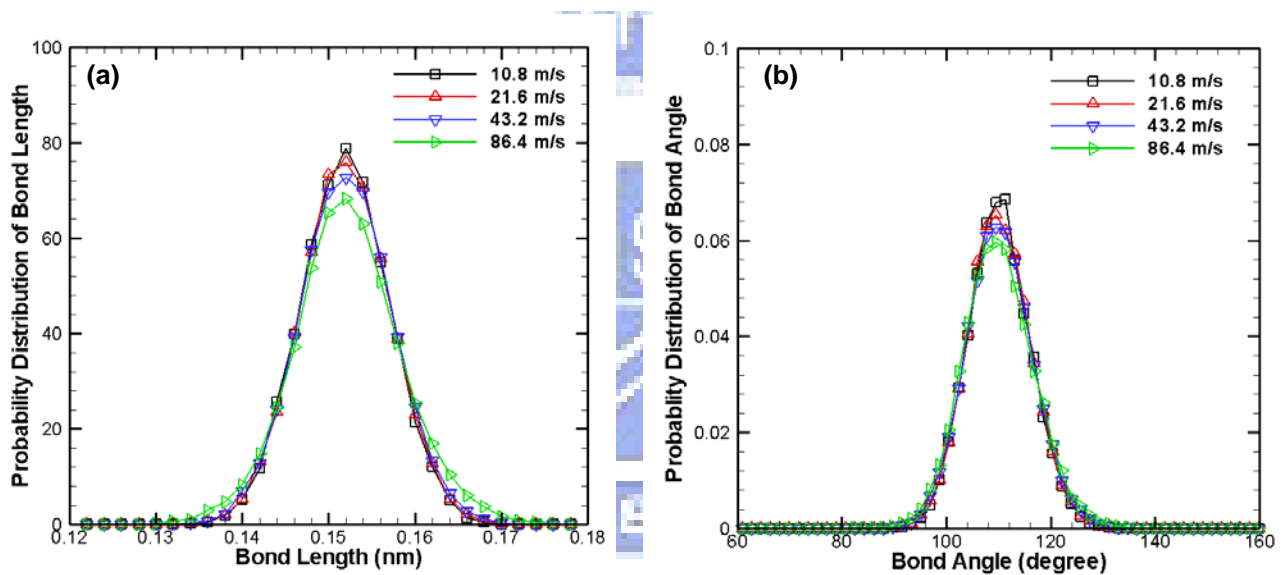 (a)
10.8 m/s
21.6 m/s
43.2 m/s
86.4 m/s
Probability Distribution of Bond Length
100
80
60
40
20
0
0.12 0.13 0.14 0.15 0.16 0.17 0.18
Bond Length (nm)
(b)
10.8 m/s
21.6 m/s
43.2 m/s
86.4 m/s
Probablity Distribution of Bond Angle
0.1
0.08
0.06
0.04
0.02
0
60 80 100 120 140 160
Bond Angle (degree)